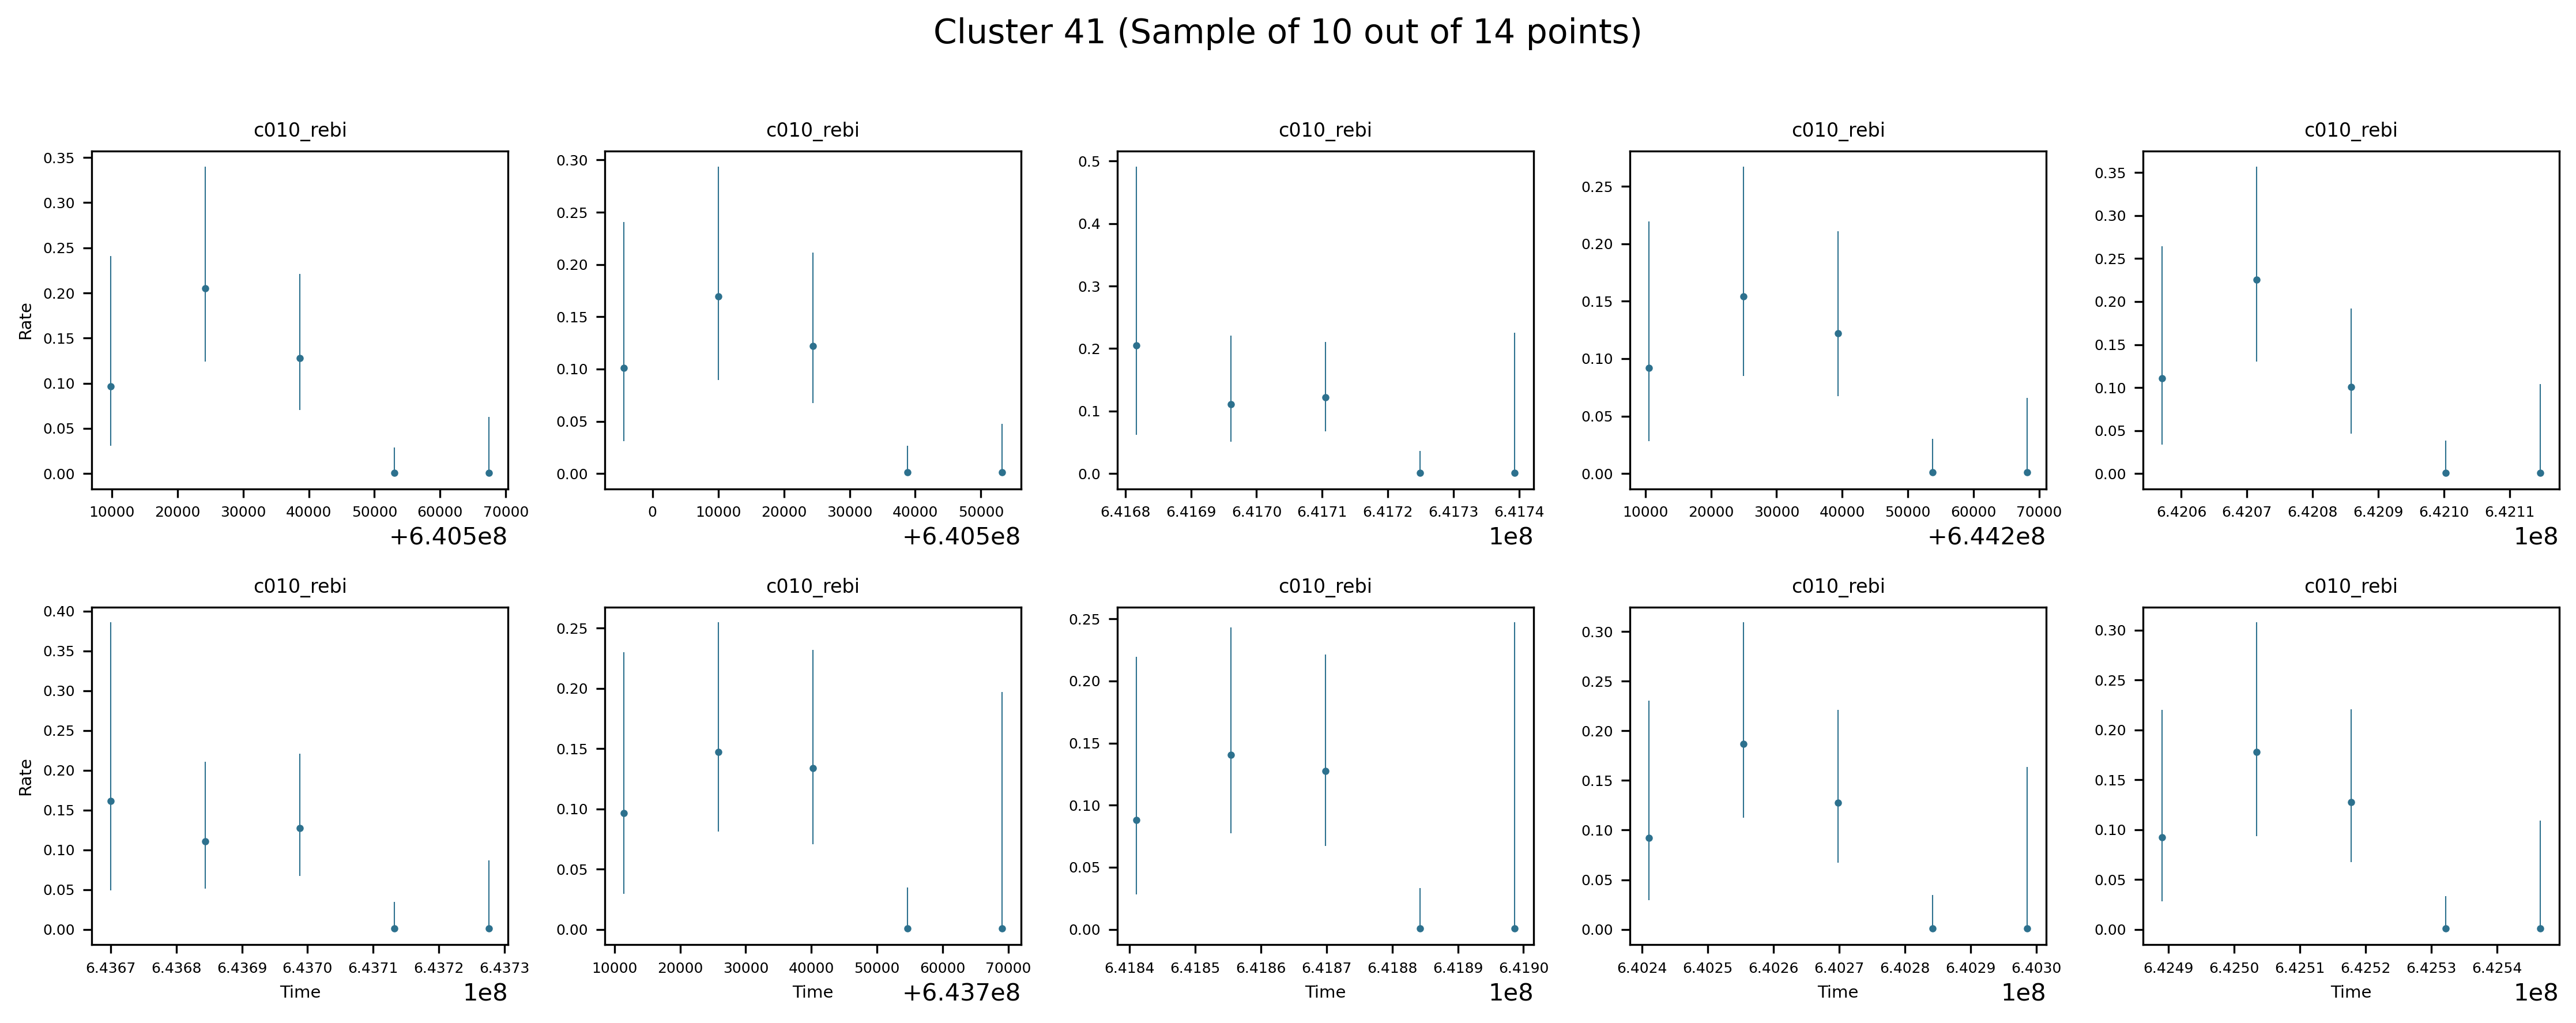 Cluster 41 (Sample of 10 out of 14 points)
c010_rebi c010_rebi c010_rebi c010_rebi c010_rebi
Rate
0.35
0.30
0.25
0.20
0.15
0.10
0.05
0.00
10000 20000 30000 40000 50000 60000 70000
+6.405e8
0.30
0.25
0.20
0.15
0.10
0.05
0.00
0 10000 20000 30000 40000 50000
+6.405e8
0.5
0.4
0.3
0.2
0.1
0.0
6.4168 6.4169 6.4170 6.4171 6.4172 6.4173 6.4174
1e8
0.25
0.20
0.15
0.10
0.05
0.00
10000 20000 30000 40000 50000 60000 70000
+6.442e8
0.35
0.30
0.25
0.20
0.15
0.10
0.05
0.00
6.4206 6.4207 6.4208 6.4209 6.4210 6.4211
1e8
c010_rebi c010_rebi c010_rebi c010_rebi c010_rebi
Rate
0.40
0.35
0.30
0.25
0.20
0.15
0.10
0.05
0.00
6.4367 6.4368 6.4369 6.4370 6.4371 6.4372 6.4373
Time 1e8
0.25
0.20
0.15
0.10
0.05
0.00
10000 20000 30000 40000 50000 60000 70000
Time +6.437e8
0.25
0.20
0.15
0.10
0.05
0.00
6.4184 6.4185 6.4186 6.4187 6.4188 6.4189 6.4190
Time 1e8
0.30
0.25
0.20
0.15
0.10
0.05
0.00
6.4024 6.4025 6.4026 6.4027 6.4028 6.4029 6.4030
Time 1e8
0.30
0.25
0.20
0.15
0.10
0.05
0.00
6.4249 6.4250 6.4251 6.4252 6.4253 6.4254
Time 1e8